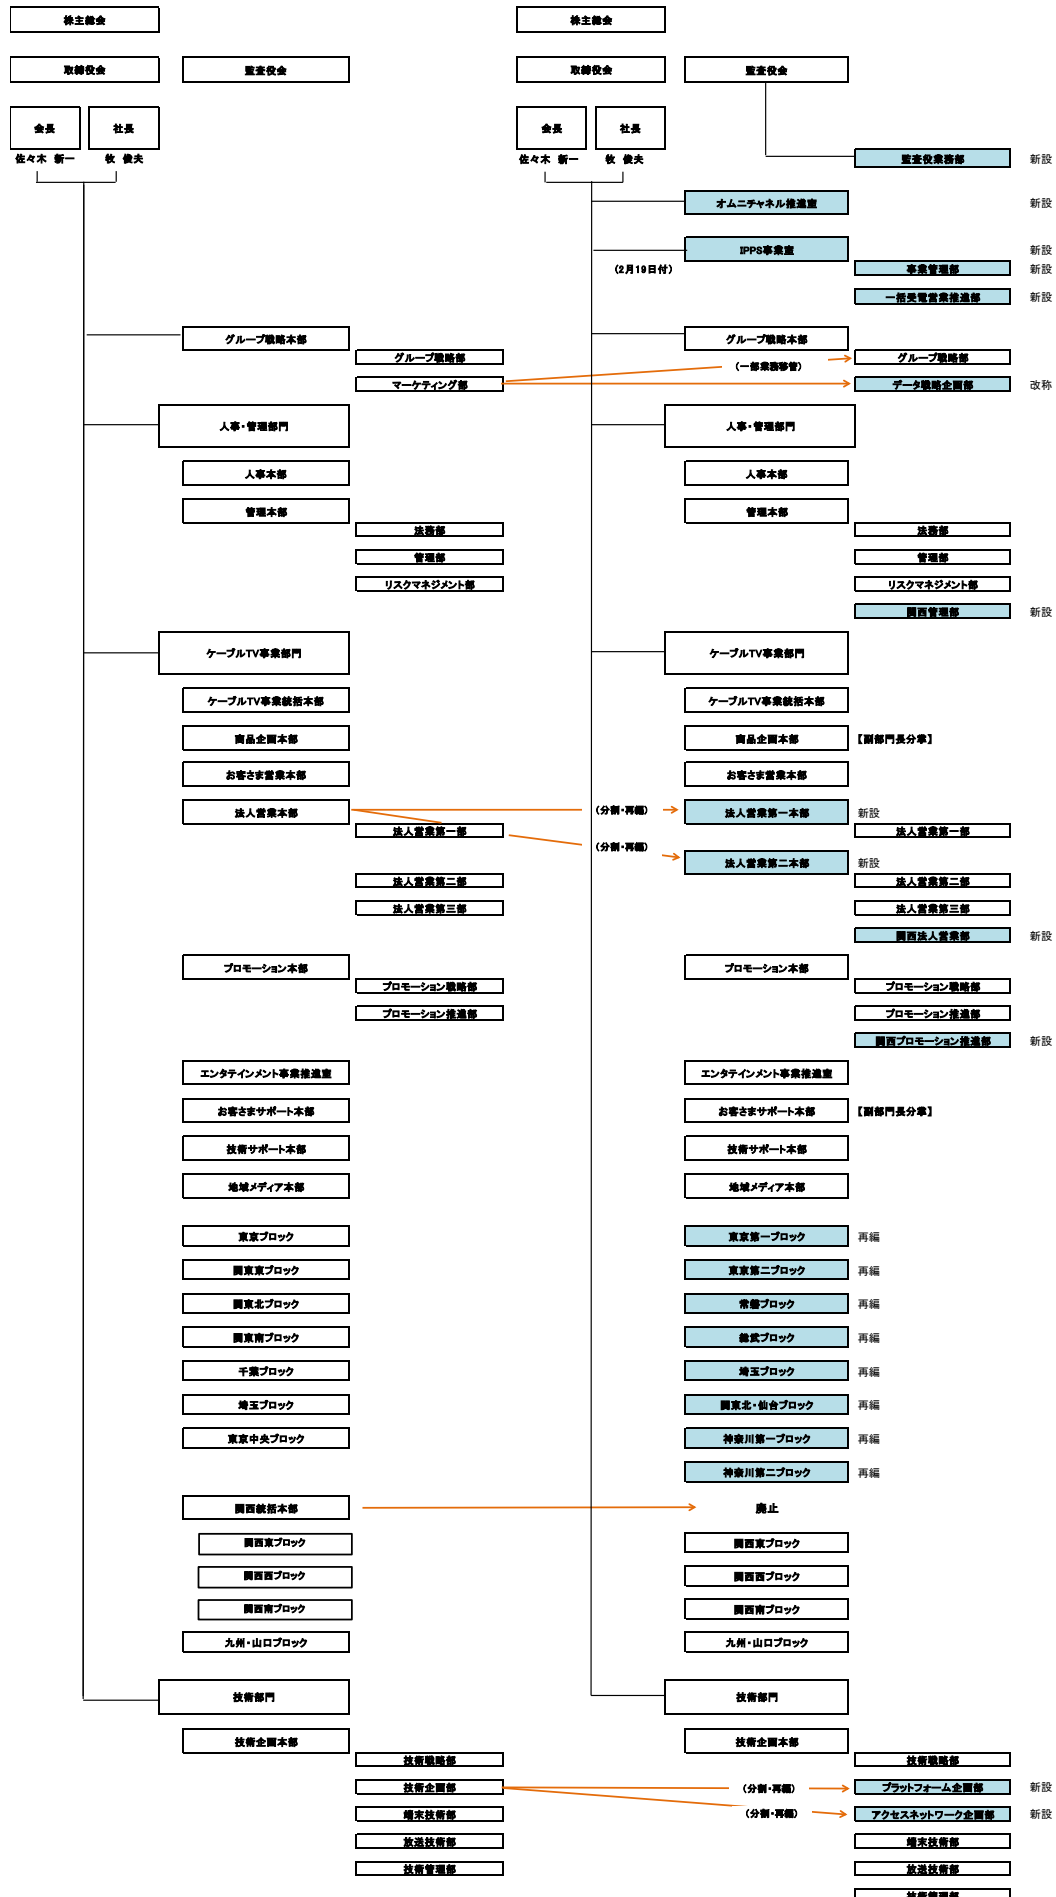 株主総会
株主総会
取締役会
監査役会
取締役会
監査役会
会長
社長
会長
社長
佐々木 新一
牧 俊夫
佐々木 新一
牧 俊夫
監査役業務部
新設
オムニチャネル推進室
新設
IPPS事業室
新設
(2月19日付)
事業管理部
新設
一括受電営業推進部
新設
グループ戦略本部
グループ戦略本部
グループ戦略部
グループ戦略部
(一部業務移管)
マーケティング部
データ戦略企画部
改称
人事・管理部門
人事・管理部門
人事本部
人事本部
管理本部
管理本部
法務部
法務部
管理部
管理部
リスクマネジメント部
リスクマネジメント部
関西管理部
新設
ケーブルTV事業部門
ケーブルTV事業部門
ケーブルTV事業統括本部
ケーブルTV事業統括本部
商品企画本部
商品企画本部
【副部門長分掌】
お客さま営業本部
お客さま営業本部
法人営業本部
(分割・再編)
法人営業第一本部
新設
法人営業第一部
法人営業第一部
(分割・再編)
法人営業第二本部
新設
法人営業第二部
法人営業第二部
法人営業第三部
法人営業第三部
関西法人営業部
新設
プロモーション本部
プロモーション本部
プロモーション戦略部
プロモーション戦略部
プロモーション推進部
プロモーション推進部
関西プロモーション推進部
新設
エンタテインメント事業推進室
エンタテインメント事業推進室
お客さまサポート本部
お客さまサポート本部
【副部門長分掌】
技術サポート本部
技術サポート本部
地域メディア本部
地域メディア本部
東京ブロック
東京第一ブロック
再編
関東東ブロック
東京第二ブロック
再編
関東北ブロック
常磐ブロック
再編
関東南ブロック
総武ブロック
再編
千葉ブロック
埼玉ブロック
再編
埼玉ブロック
関東北・仙台ブロック
再編
東京中央ブロック
神奈川第一ブロック
再編
神奈川第二ブロック
再編
関西統括本部
廃止
関西東ブロック
関西東ブロック
関西西ブロック
関西西ブロック
関西南ブロック
関西南ブロック
九州・山口ブロック
九州・山口ブロック
技術部門
技術部門
技術企画本部
技術企画本部
技術戦略部
技術戦略部
技術企画部
(分割・再編)
プラットフォーム企画部
新設
端末技術部
(分割・再編)
アクセスネットワーク企画部
新設
放送技術部
端末技術部
技術管理部
放送技術部
技術管理部